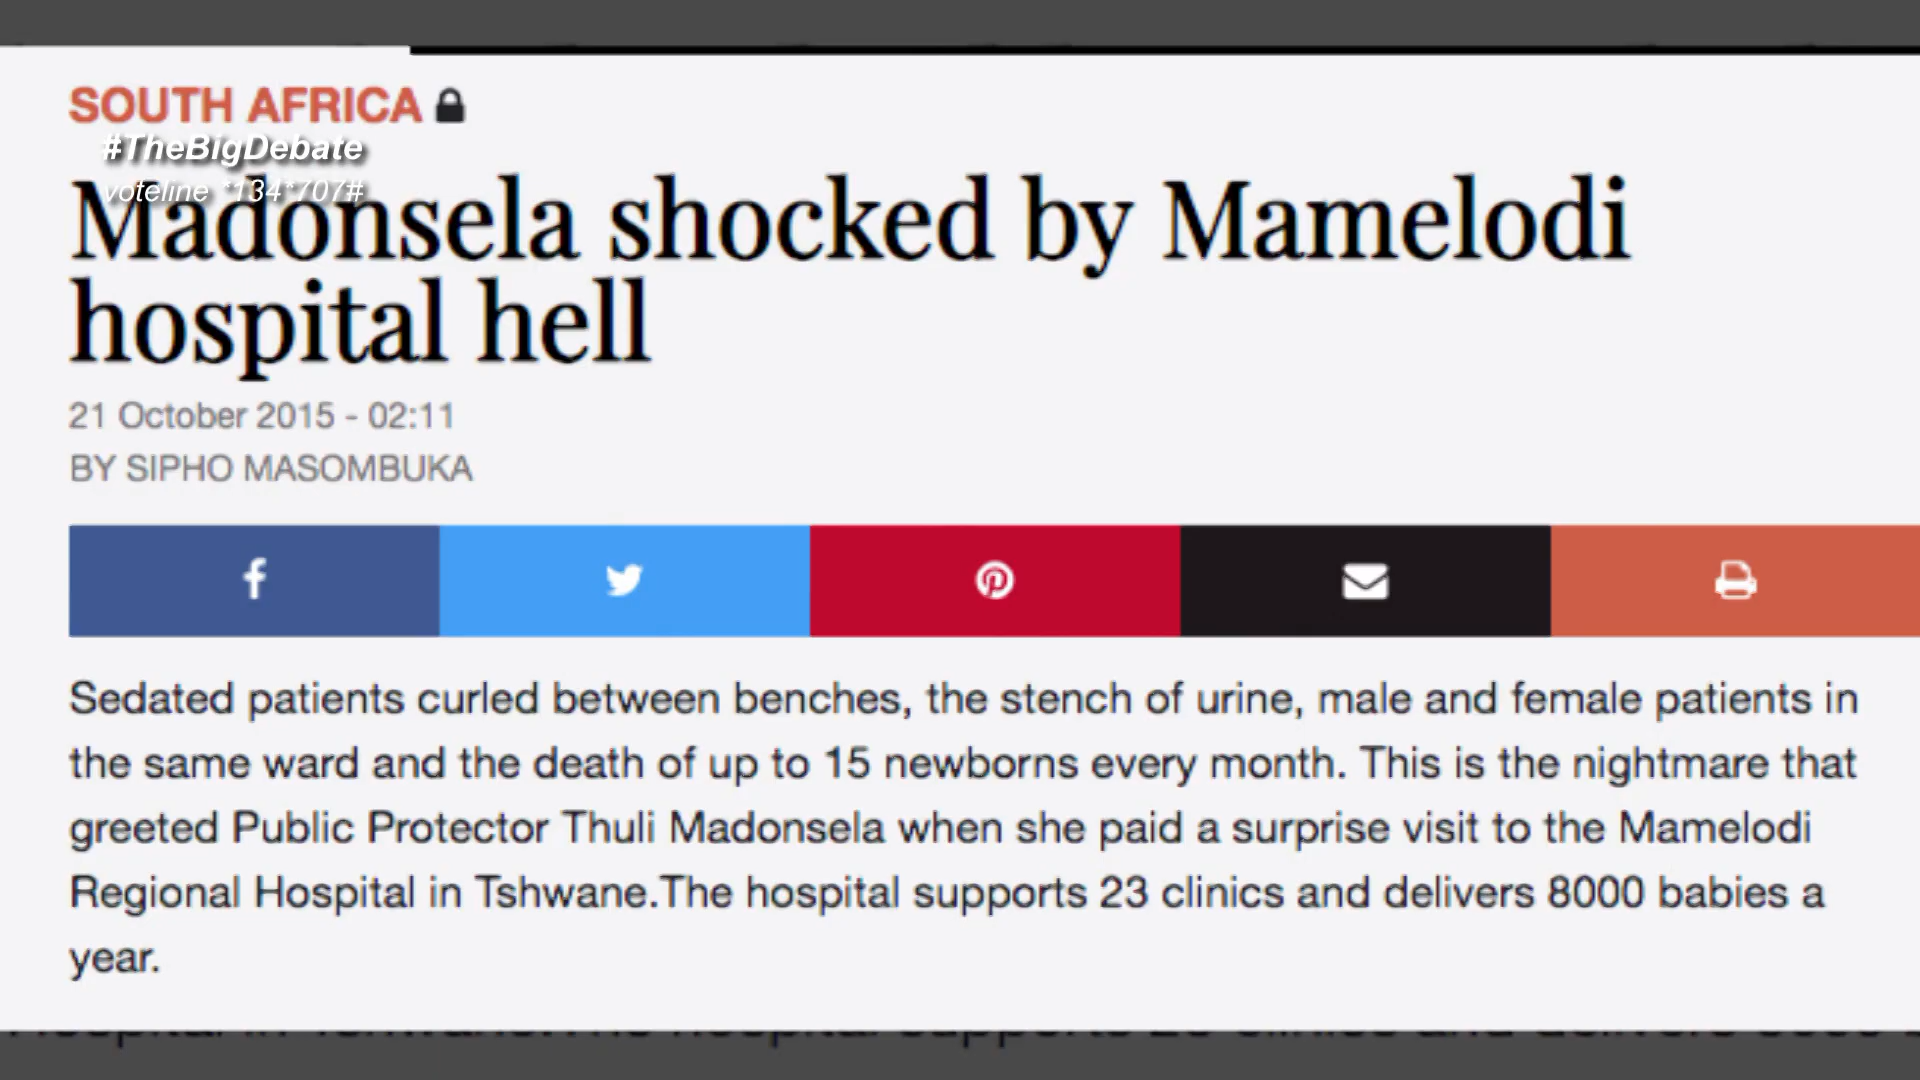 SOUTH AFRICA
#TheBigDebate
voteline *134*707#
Madonsela shocked by Mamelodi
hospital hell
21 October 2015 - 02:11
BY SIPHO MASOMBUKA
Sedated patients curled between benches, the stench of urine, male and female patients in
the same ward and the death of up to 15 newborns every month. This is the nightmare that
greeted Public Protector Thuli Madonsela when she paid a surprise visit to the Mamelodi
Regional Hospital in Tshwane.The hospital supports 23 clinics and delivers 8000 babies a
year.